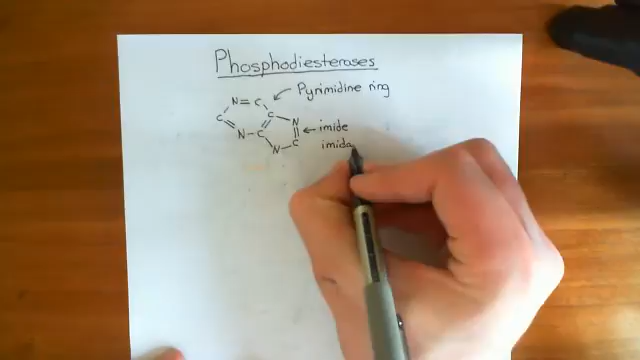 Phosphodiesterases
Pyrimidine ring
N=C
C C N
N-C
N-C
imide
imida